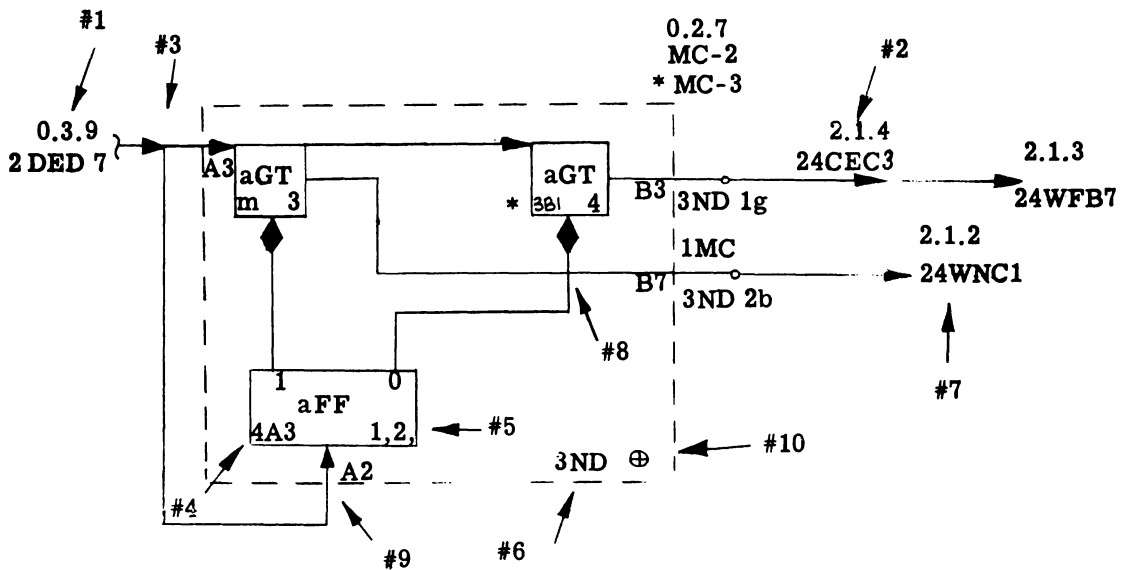 #1
#3
0.2.7
MC-2
* MC-3
#2
0.3.9
2 DED 7
A3
aGT
m 3
aGT
* 3B1 4
B3
3ND 1g
2.1.4
24CEC3
2.1.3
24WFB7
1MC
B7
3ND 2b
2.1.2
24WNC1
#8
#7
1 0
aFF
4A3 1,2,
#5
#10
3ND ⊕
A2
#4
#9
#6